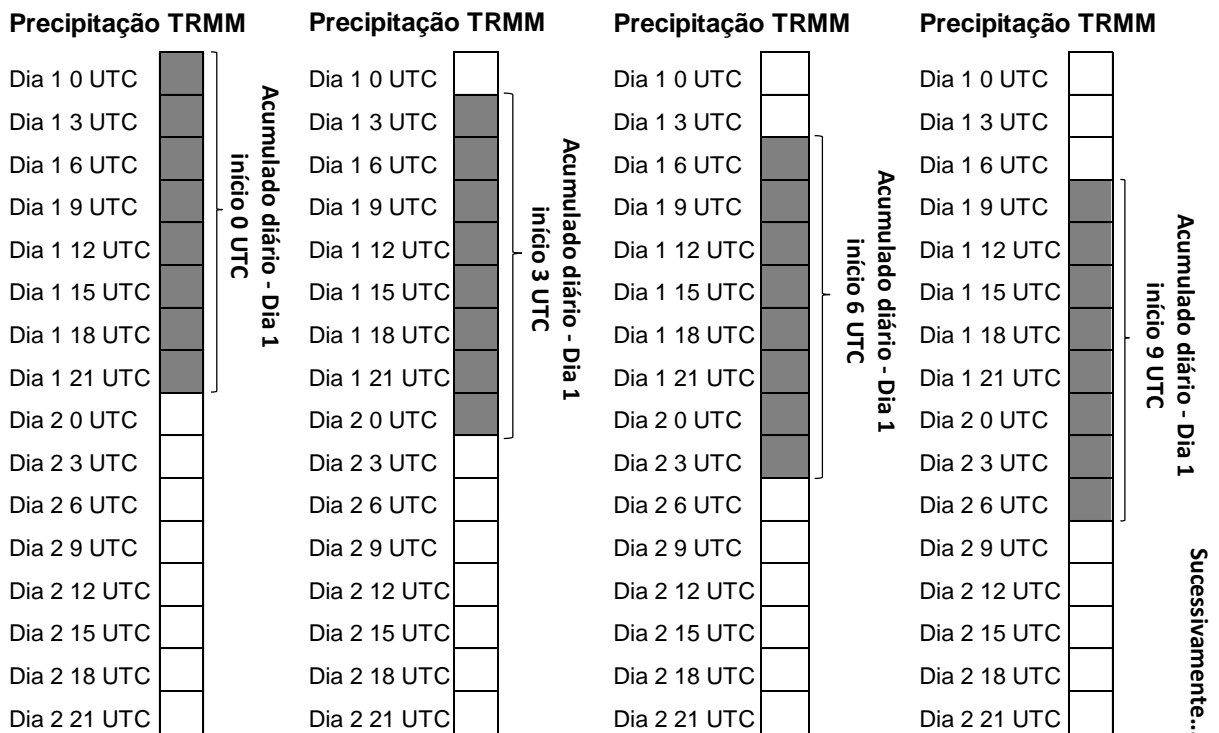 Precipitação TRMM
Dia 1 0 UTC
Dia 1 3 UTC
Dia 1 6 UTC
Dia 1 9 UTC
Dia 1 12 UTC
Dia 1 15 UTC
Dia 1 18 UTC
Dia 1 21 UTC
Dia 2 0 UTC
Dia 2 3 UTC
Dia 2 6 UTC
Dia 2 9 UTC
Dia 2 12 UTC
Dia 2 15 UTC
Dia 2 18 UTC
Dia 2 21 UTC
Acumulado diário - Dia 1
início 0 UTC
Precipitação TRMM
Dia 1 0 UTC
Dia 1 3 UTC
Dia 1 6 UTC
Dia 1 9 UTC
Dia 1 12 UTC
Dia 1 15 UTC
Dia 1 18 UTC
Dia 1 21 UTC
Dia 2 0 UTC
Dia 2 3 UTC
Dia 2 6 UTC
Dia 2 9 UTC
Dia 2 12 UTC
Dia 2 15 UTC
Dia 2 18 UTC
Dia 2 21 UTC
Acumulado diário - Dia 1
início 3 UTC
Precipitação TRMM
Dia 1 0 UTC
Dia 1 3 UTC
Dia 1 6 UTC
Dia 1 9 UTC
Dia 1 12 UTC
Dia 1 15 UTC
Dia 1 18 UTC
Dia 1 21 UTC
Dia 2 0 UTC
Dia 2 3 UTC
Dia 2 6 UTC
Dia 2 9 UTC
Dia 2 12 UTC
Dia 2 15 UTC
Dia 2 18 UTC
Dia 2 21 UTC
Acumulado diário - Dia 1
início 6 UTC
Precipitação TRMM
Dia 1 0 UTC
Dia 1 3 UTC
Dia 1 6 UTC
Dia 1 9 UTC
Dia 1 12 UTC
Dia 1 15 UTC
Dia 1 18 UTC
Dia 1 21 UTC
Dia 2 0 UTC
Dia 2 3 UTC
Dia 2 6 UTC
Dia 2 9 UTC
Dia 2 12 UTC
Dia 2 15 UTC
Dia 2 18 UTC
Dia 2 21 UTC
Acumulado diário - Dia 1
início 9 UTC
Sucessivamente...